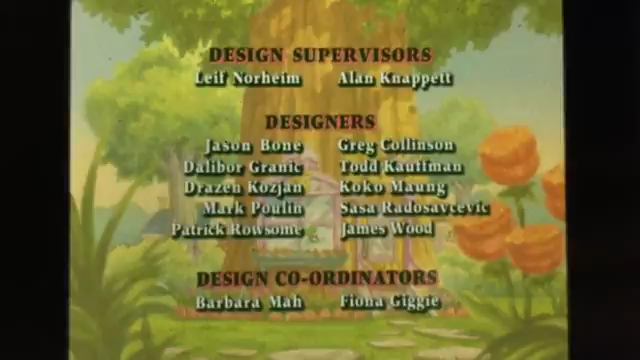 DESIGN SUPERVISORS
Leif Norheim Alan Knappett
DESIGNERS
Jason Bone Greg Collinson
Dalibor Granic Todd Kauffman
Drazen Kozjan Koko Maung
Mark Poulin Sasa Radosavcevic
Patrick Rowsome James Wood
DESIGN CO-ORDINATORS
Barbara Mah Fiona Giggie